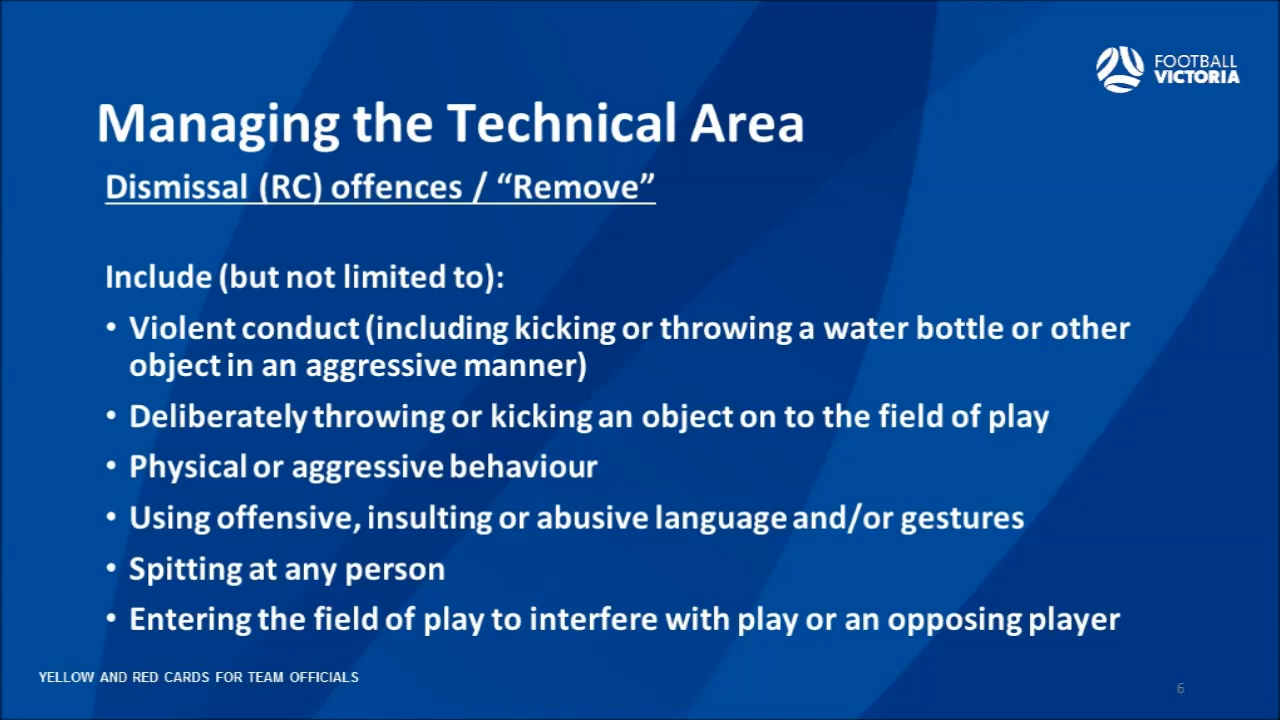 FOOTBALL
VICTORIA
Managing the Technical Area
Dismissal (RC) offences / “Remove”
Include (but not limited to):
• Violent conduct (including kicking or throwing a water bottle or other
object in an aggressive manner)
• Deliberately throwing or kicking an object on to the field of play
• Physical or aggressive behaviour
• Using offensive, insulting or abusive language and/or gestures
• Spitting at any person
• Entering the field of play to interfere with play or an opposing player
YELLOW AND RED CARDS FOR TEAM OFFICIALS
6